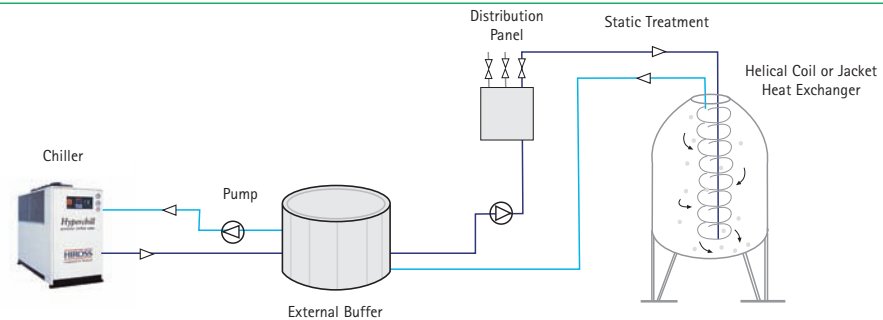 Distribution
Panel
Static Treatment
Helical Coil or Jacket
Heat Exchanger
Chiller
Pump
Hyperchill
HIROSS
External Buffer